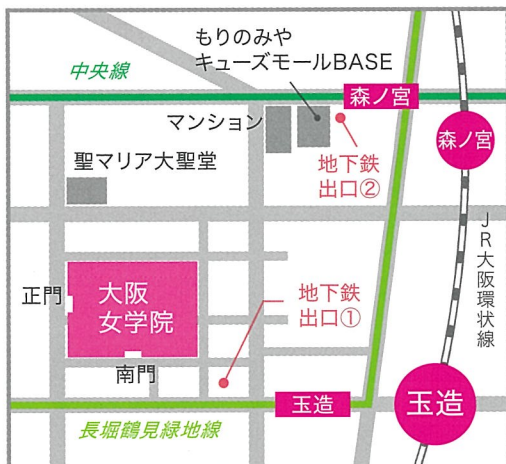 もりのみや
キューズモールBASE
中央線
森ノ宮
マンション
森ノ宮
聖マリア大聖堂
地下鉄
出口②
JR大阪環状線
正門
大阪
女学院
地下鉄
出口①
南門
玉造
玉造
長堀鶴見緑地線